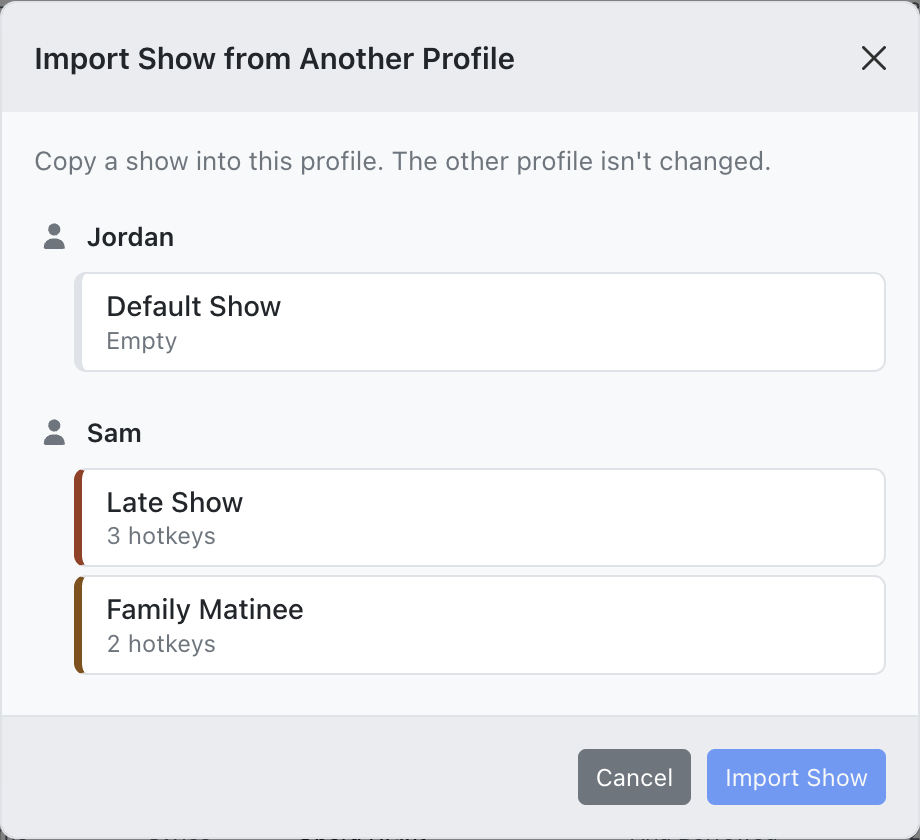 Import Show from Another Profile
Copy a show into this profile. The other profile isn't changed.
Jordan
Default Show
Empty
Sam
Late Show
3 hotkeys
Family Matinee
2 hotkeys
Cancel
Import Show